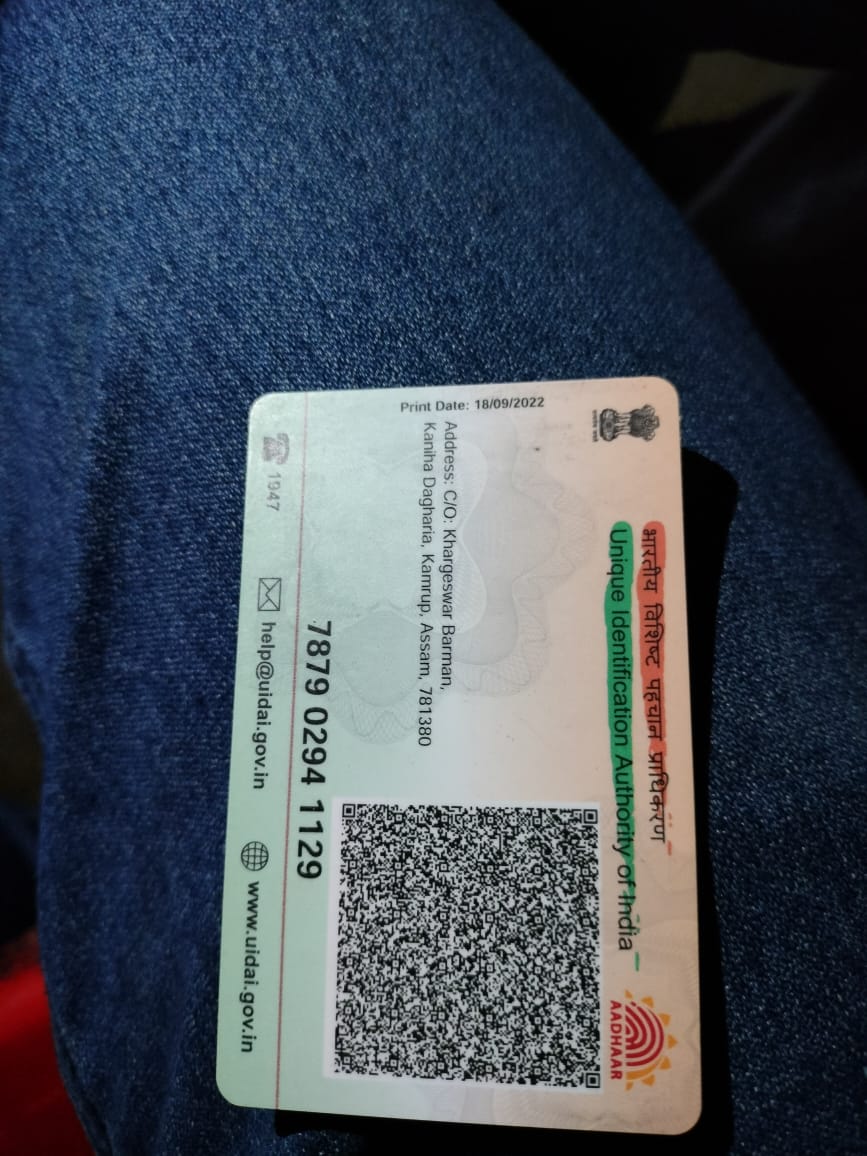 भारतीय विशिष्ट पहचान प्राधिकरण
Unique Identification Authority of India
AADHAAR
Print Date: 18/09/2022
Address: C/O: Khargeswar Barman,
Kaniha Dagharia, Kamrup, Assam, 781380
7879 0294 1129
1947
help@uidai.gov.in
www.uidai.gov.in